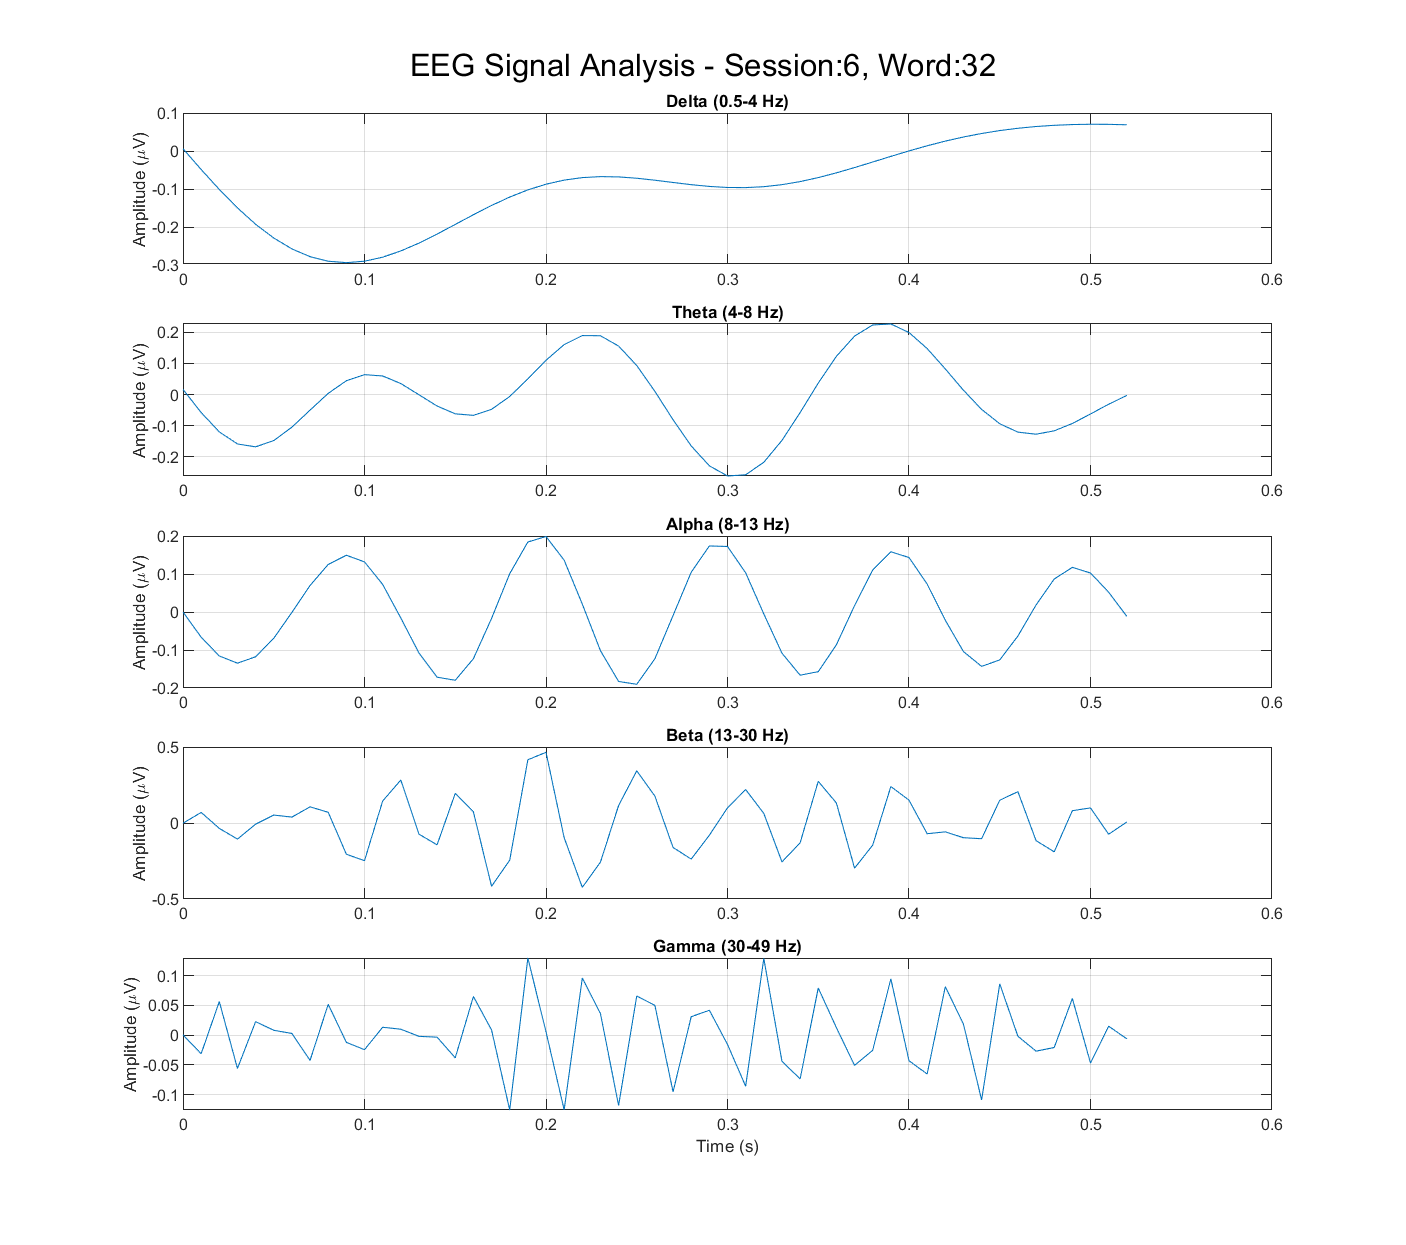 EEG Signal Analysis - Session:6, Word:32
Delta (0.5-4 Hz)
Amplitude (μV)
0.1
0
-0.1
-0.2
-0.3
0 0.1 0.2 0.3 0.4 0.5 0.6
Theta (4-8 Hz)
Amplitude (μV)
0.2
0.1
0
-0.1
-0.2
0 0.1 0.2 0.3 0.4 0.5 0.6
Alpha (8-13 Hz)
Amplitude (μV)
0.2
0.1
0
-0.1
-0.2
0 0.1 0.2 0.3 0.4 0.5 0.6
Beta (13-30 Hz)
Amplitude (μV)
0.5
0
-0.5
0 0.1 0.2 0.3 0.4 0.5 0.6
Gamma (30-49 Hz)
Amplitude (μV)
0.1
0.05
0
-0.05
-0.1
0 0.1 0.2 0.3 0.4 0.5 0.6
Time (s)